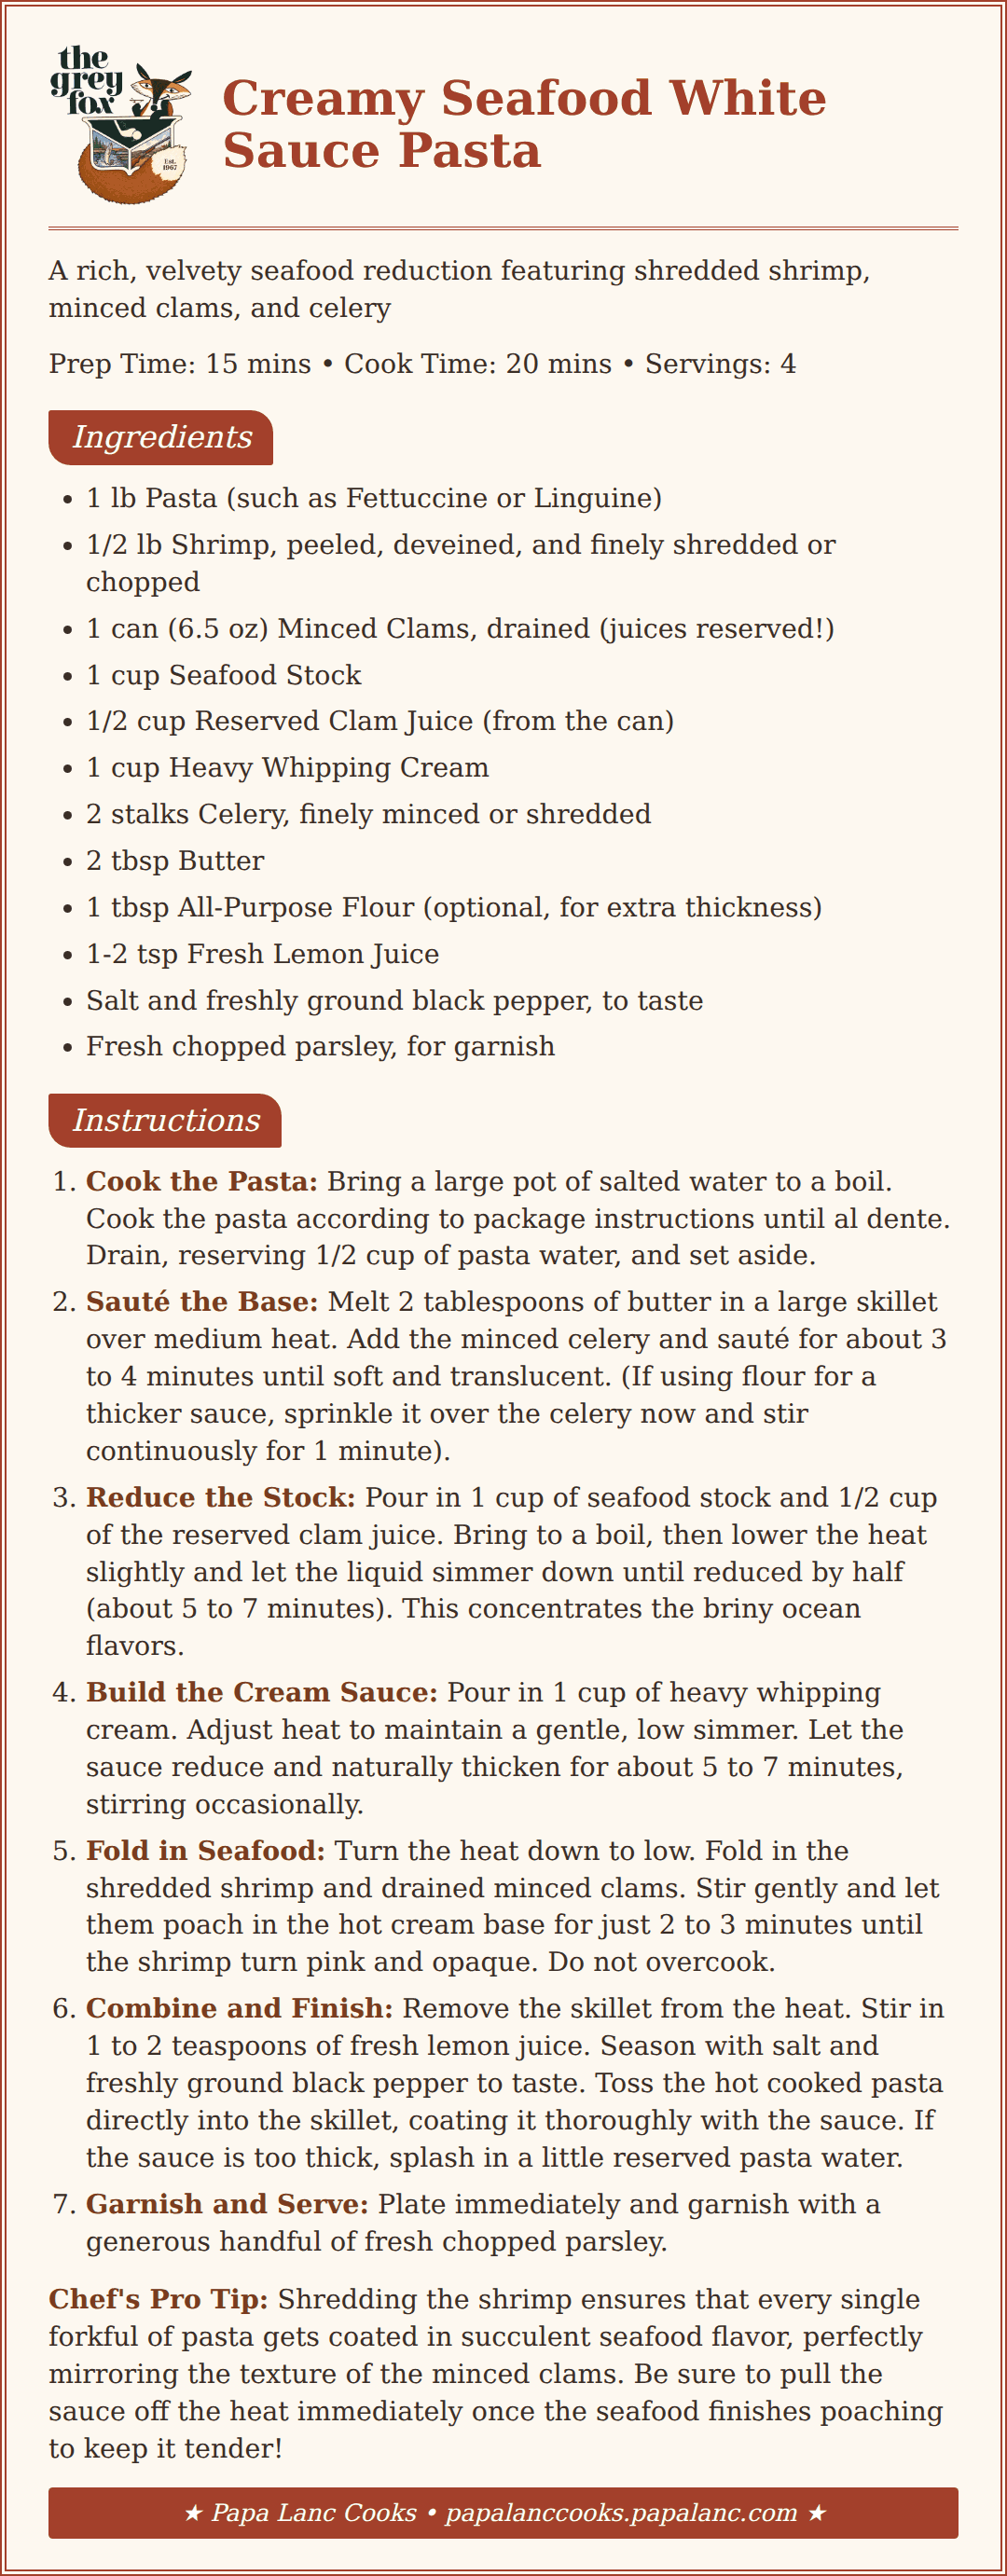 the
grey
fox
Est.
1967
Creamy Seafood White
Sauce Pasta
A rich, velvety seafood reduction featuring shredded shrimp,
minced clams, and celery
Prep Time: 15 mins • Cook Time: 20 mins • Servings: 4
Ingredients
• 1 lb Pasta (such as Fettuccine or Linguine)
• 1/2 lb Shrimp, peeled, deveined, and finely shredded or
chopped
• 1 can (6.5 oz) Minced Clams, drained (juices reserved!)
• 1 cup Seafood Stock
• 1/2 cup Reserved Clam Juice (from the can)
• 1 cup Heavy Whipping Cream
• 2 stalks Celery, finely minced or shredded
• 2 tbsp Butter
• 1 tbsp All-Purpose Flour (optional, for extra thickness)
• 1-2 tsp Fresh Lemon Juice
• Salt and freshly ground black pepper, to taste
• Fresh chopped parsley, for garnish
Instructions
1. Cook the Pasta: Bring a large pot of salted water to a boil.
Cook the pasta according to package instructions until al dente.
Drain, reserving 1/2 cup of pasta water, and set aside.
2. Sauté the Base: Melt 2 tablespoons of butter in a large skillet
over medium heat. Add the minced celery and sauté for about 3
to 4 minutes until soft and translucent. (If using flour for a
thicker sauce, sprinkle it over the celery now and stir
continuously for 1 minute).
3. Reduce the Stock: Pour in 1 cup of seafood stock and 1/2 cup
of the reserved clam juice. Bring to a boil, then lower the heat
slightly and let the liquid simmer down until reduced by half
(about 5 to 7 minutes). This concentrates the briny ocean
flavors.
4. Build the Cream Sauce: Pour in 1 cup of heavy whipping
cream. Adjust heat to maintain a gentle, low simmer. Let the
sauce reduce and naturally thicken for about 5 to 7 minutes,
stirring occasionally.
5. Fold in Seafood: Turn the heat down to low. Fold in the
shredded shrimp and drained minced clams. Stir gently and let
them poach in the hot cream base for just 2 to 3 minutes until
the shrimp turn pink and opaque. Do not overcook.
6. Combine and Finish: Remove the skillet from the heat. Stir in
1 to 2 teaspoons of fresh lemon juice. Season with salt and
freshly ground black pepper to taste. Toss the hot cooked pasta
directly into the skillet, coating it thoroughly with the sauce. If
the sauce is too thick, splash in a little reserved pasta water.
7. Garnish and Serve: Plate immediately and garnish with a
generous handful of fresh chopped parsley.
Chef's Pro Tip: Shredding the shrimp ensures that every single
forkful of pasta gets coated in succulent seafood flavor, perfectly
mirroring the texture of the minced clams. Be sure to pull the
sauce off the heat immediately once the seafood finishes poaching
to keep it tender!
★ Papa Lanc Cooks • papalanccooks.papalanc.com ★